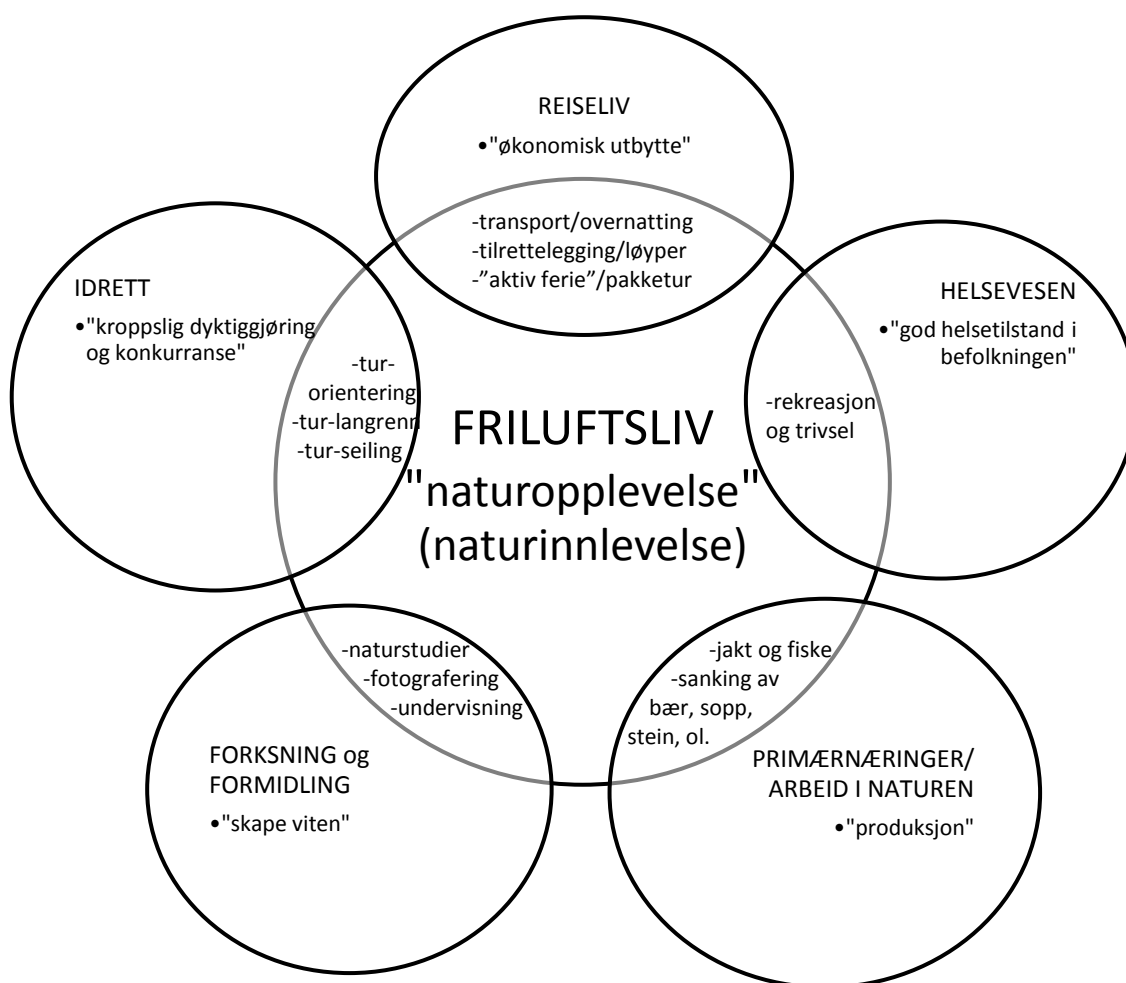 REISELIV
•"økonomisk utbytte"
-transport/overnatting
-tilrettelegging/løyper
-”aktiv ferie”/pakketur
IDRETT
•"kroppslig dyktiggjøring
og konkurranse"
-tur-
orientering
-tur-langrenn
-tur-seiling
HELSEVESEN
•"god helsetilstand i
befolkningen"
-rekreasjon
og trivsel
FRILUFTSLIV
"naturopplevelse"
(naturinnlevelse)
-naturstudier
-fotografering
-undervisning
FORKSNING og
FORMIDLING
•"skape viten"
-jakt og fiske
-sanking av
bær, sopp,
stein, ol.
PRIMÆRNÆRINGER/
ARBEID I NATUREN
•"produksjon"